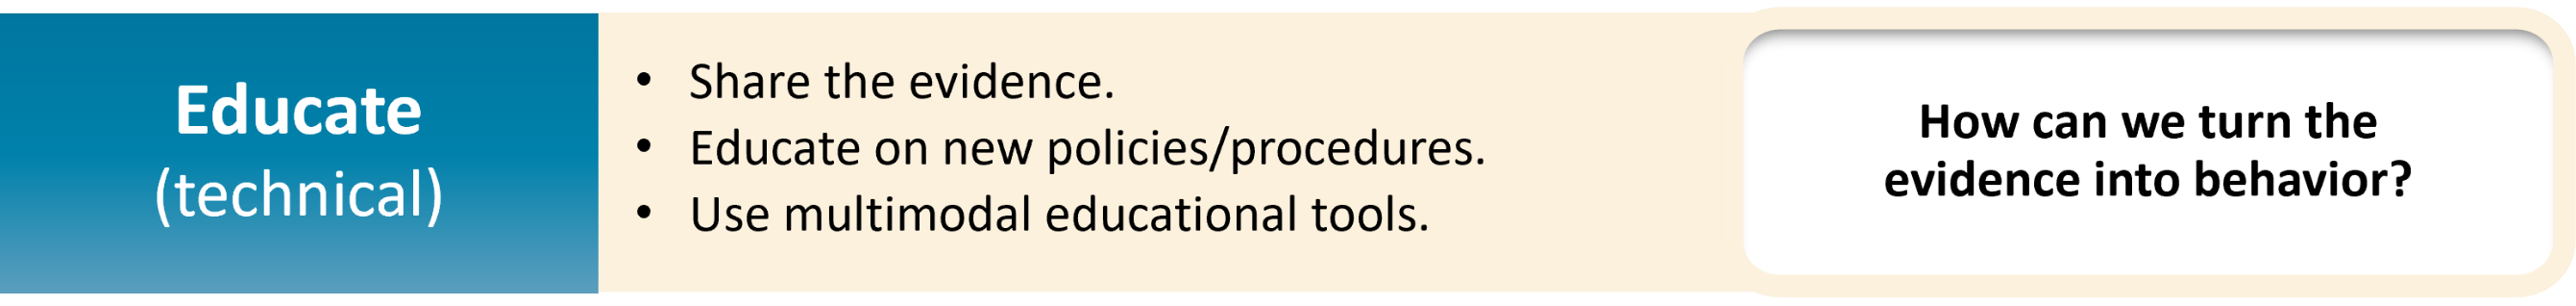 Educate
(technical)
• Share the evidence.
• Educate on new policies/procedures.
• Use multimodal educational tools.
How can we turn the
evidence into behavior?